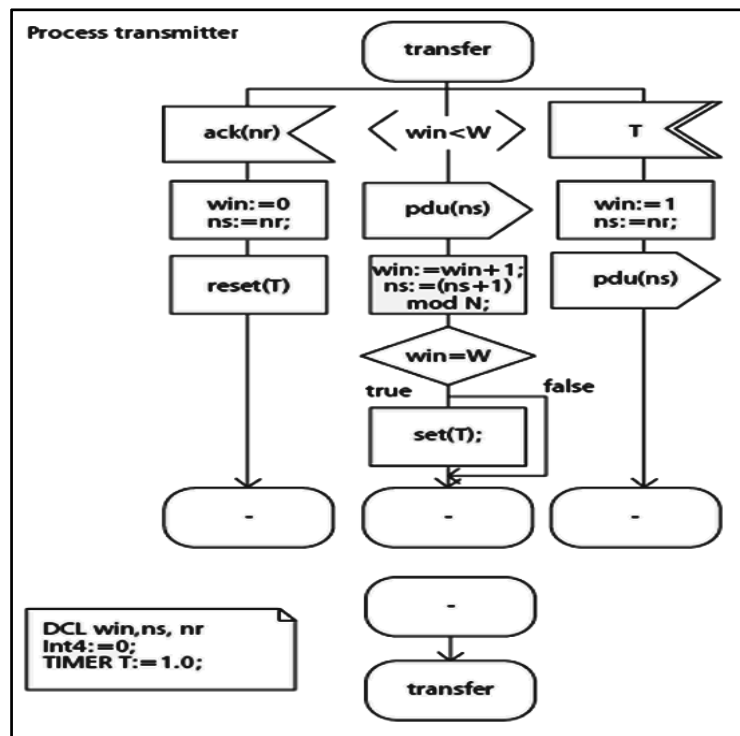 Process transmitter
transfer
ack(nr)
win<W
T
win:=0
ns:=nr;
pdu(ns)
win:=1
ns:=nr;
reset(T)
win:=win+1;
ns:=(ns+1)
mod N;
pdu(ns)
win=W
true
false
set(T);
-
-
-
-
transfer
DCL win,ns, nr
Int4:=0;
TIMER T:=1.0;